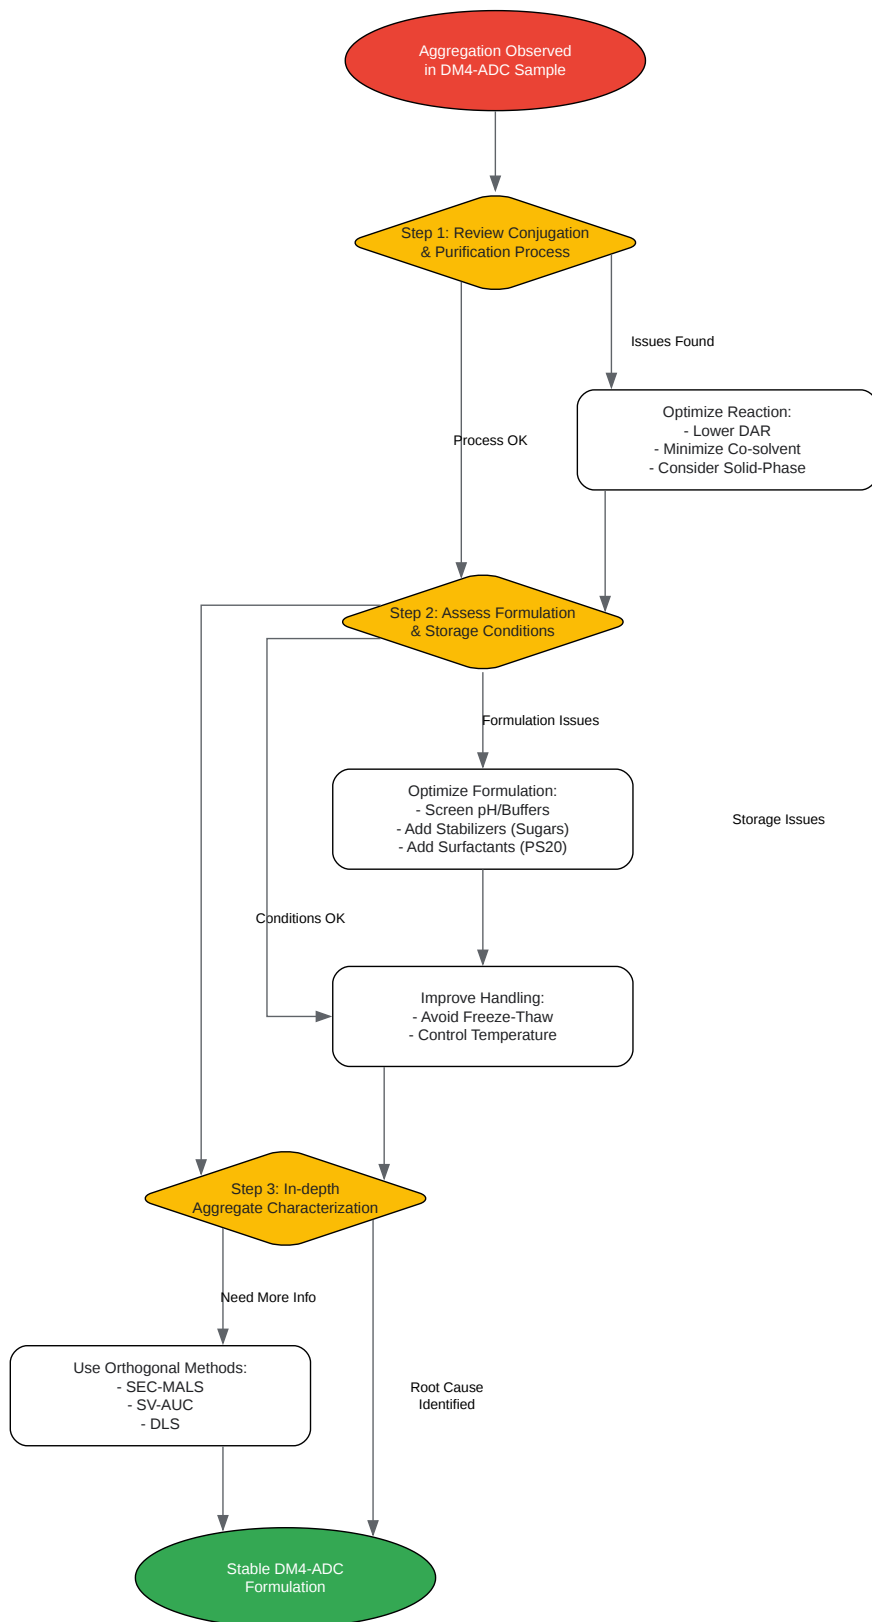 Aggregation Observed
in DM4-ADC Sample
Step 1: Review Conjugation
& Purification Process
Issues Found
Optimize Reaction:
- Lower DAR
- Minimize Co-solvent
- Consider Solid-Phase
Process OK
Step 2: Assess Formulation
& Storage Conditions
Formulation Issues
Optimize Formulation:
- Screen pH/Buffers
- Add Stabilizers (Sugars)
- Add Surfactants (PS20)
Storage Issues
Conditions OK
Improve Handling:
- Avoid Freeze-Thaw
- Control Temperature
Step 3: In-depth
Aggregate Characterization
Need More Info
Use Orthogonal Methods:
- SEC-MALS
- SV-AUC
- DLS
Root Cause
Identified
Stable DM4-ADC
Formulation